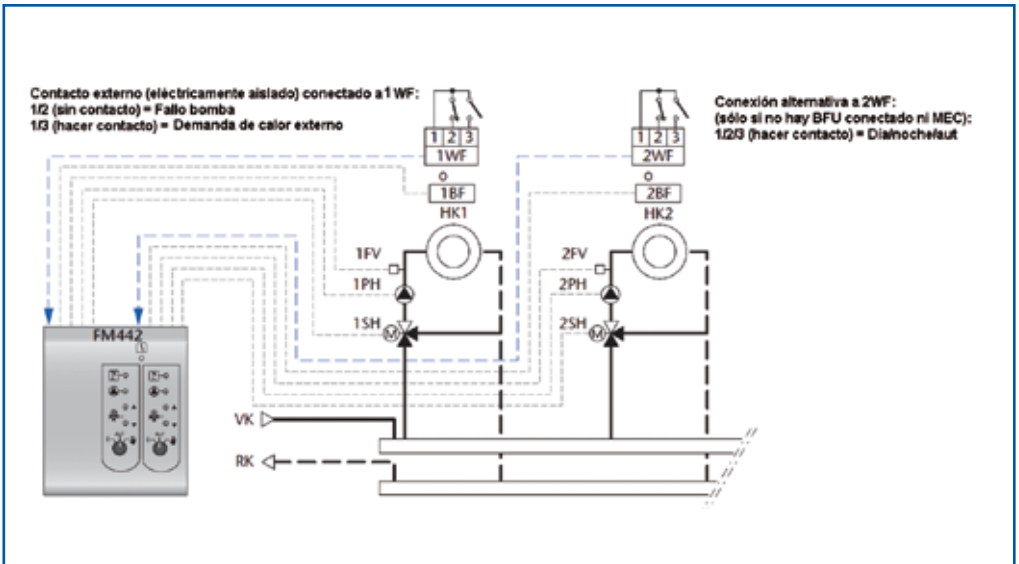 Contacto externo (eléctricamente aislado) conectado a 1 WF:
1/2 (sin contacto) = Fallo bomba
1/3 (hacer contacto) = Demanda de calor externo
Conexión alternativa a 2WF:
(sólo si no hay BFU conectado ni MEC):
1/2/3 (hacer contacto) = Dia/noche/aut
1 2 3
1WF
1BF
HK1
1 2 3
2WF
2BF
HK2
1FV
1PH
1SH
M
2FV
2PH
2SH
M
FM442
VK
RK